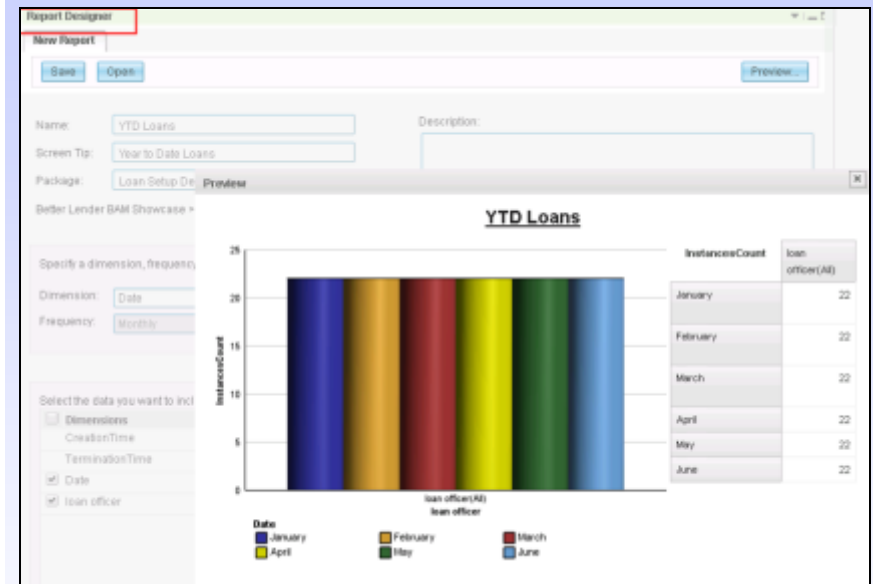 Report Designer
New Report
Save Open Preview...
Name: YTD Loans Description:
Screen Tip: Year to Date Loans
Package: Loan Setup De
Preview
Better Lender BAM Showcase
YTD Loans
Specify a dimension, frequency
Dimension: Date
Frequency: Monthly
Select the data you want to incl
Dimensions
CreationTime
TerminationTime
Date
loan officer
InstancesCount
25
20
15
10
5
0
loan officer(All)
loan officer
Date
January February March
April May June
InstancesCount loan officer(All)
January 22
February 22
March 22
April 22
May 22
June 22